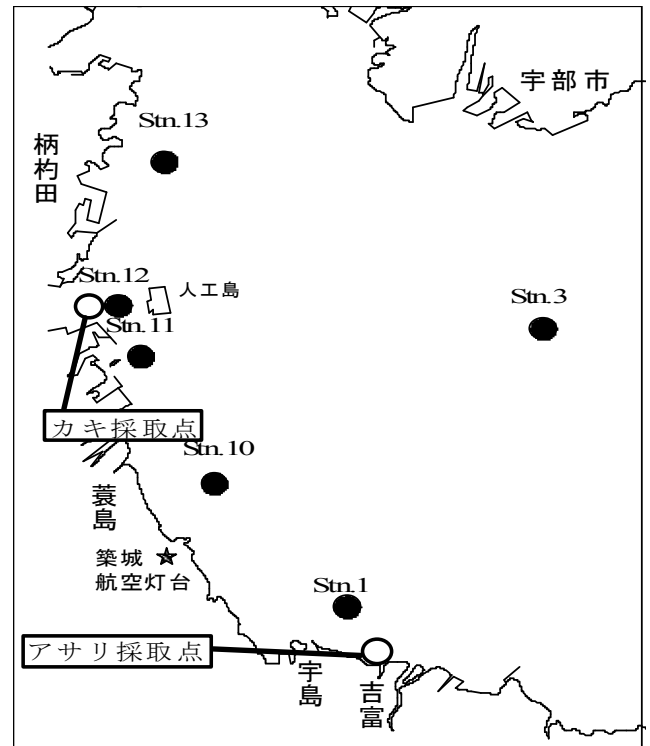 宇部市
Stn.13
柄杓田
Stn.12
人工島
Stn.3
Stn.11
カキ採取点
Stn.10
蓑島
築城
航空灯台
Stn.1
アサリ採取点
宇島
吉富